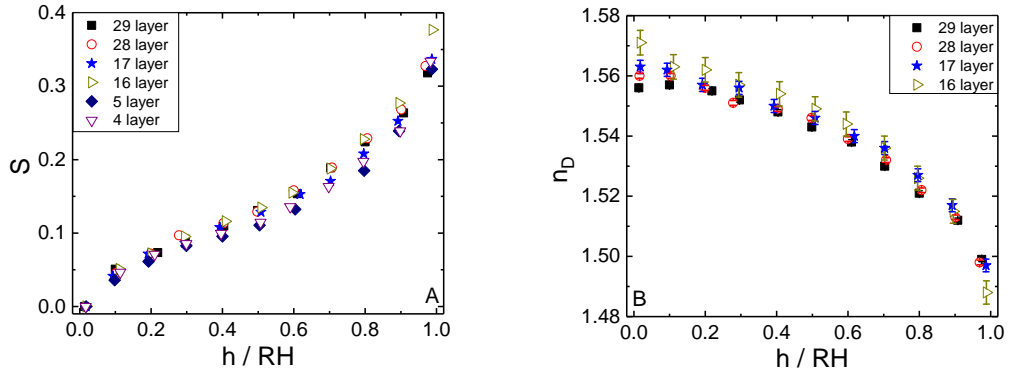 0.4
0.3
0.2
0.1
0.0
S
29 layer
28 layer
17 layer
16 layer
5 layer
4 layer
A
0.0 0.2 0.4 0.6 0.8 1.0
h / RH
1.58
1.56
1.54
1.52
1.50
1.48
n_D
29 layer
28 layer
17 layer
16 layer
B
0.0 0.2 0.4 0.6 0.8 1.0
h / RH